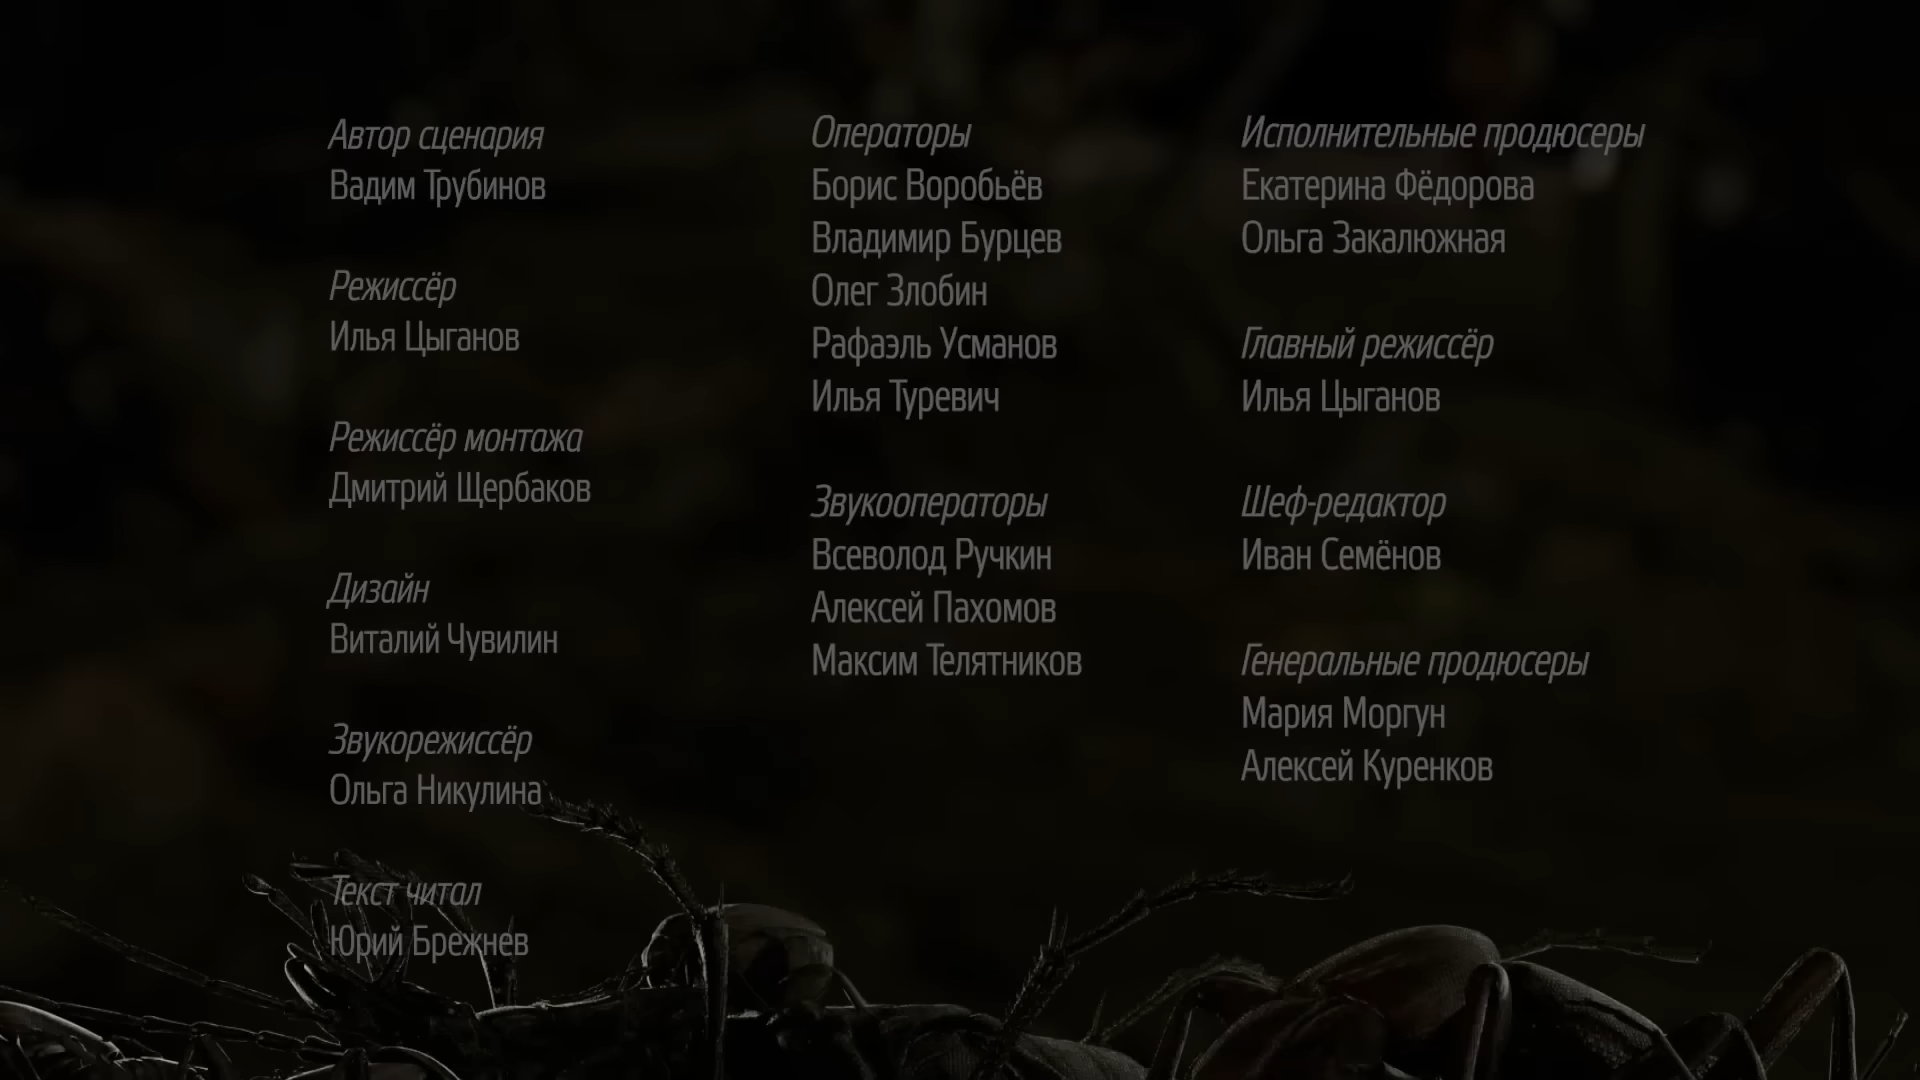 Автор сценария
Вадим Трубинов
Режиссёр
Илья Цыганов
Режиссёр монтажа
Дмитрий Щербаков
Дизайн
Виталий Чувилин
Звукорежиссёр
Ольга Никулина
Текст читал
Юрий Брежнев
Операторы
Борис Воробьёв
Владимир Бурцев
Олег Злобин
Рафаэль Усманов
Илья Туревич
Звукооператоры
Всеволод Ручкин
Алексей Пахомов
Максим Телятников
Исполнительные продюсеры
Екатерина Фёдорова
Ольга Закалюжная
Главный режиссёр
Илья Цыганов
Шеф-редактор
Иван Семёнов
Генеральные продюсеры
Мария Моргун
Алексей Куренков